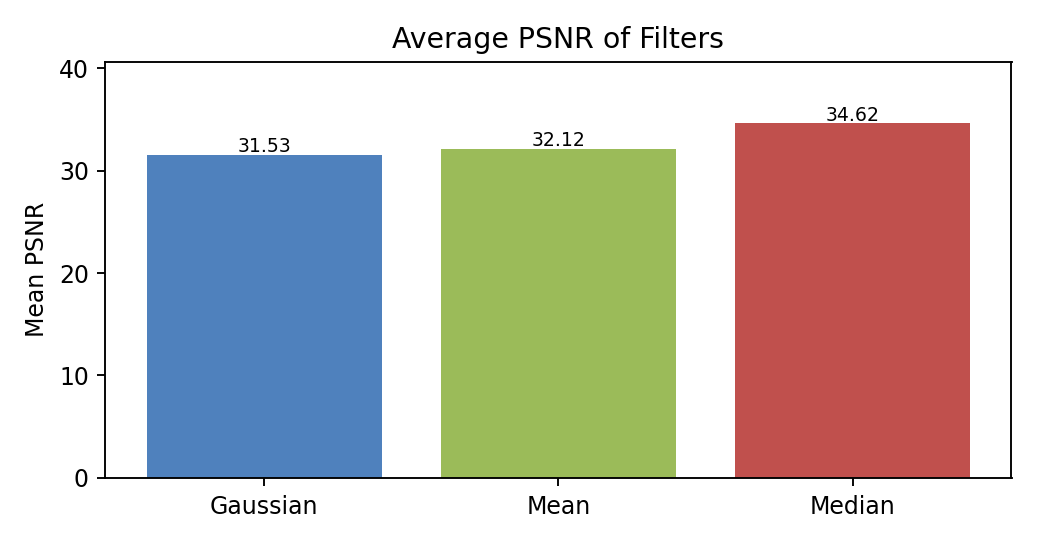 Average PSNR of Filters
Mean PSNR
40
30
20
10
0
31.53
32.12
34.62
Gaussian
Mean
Median